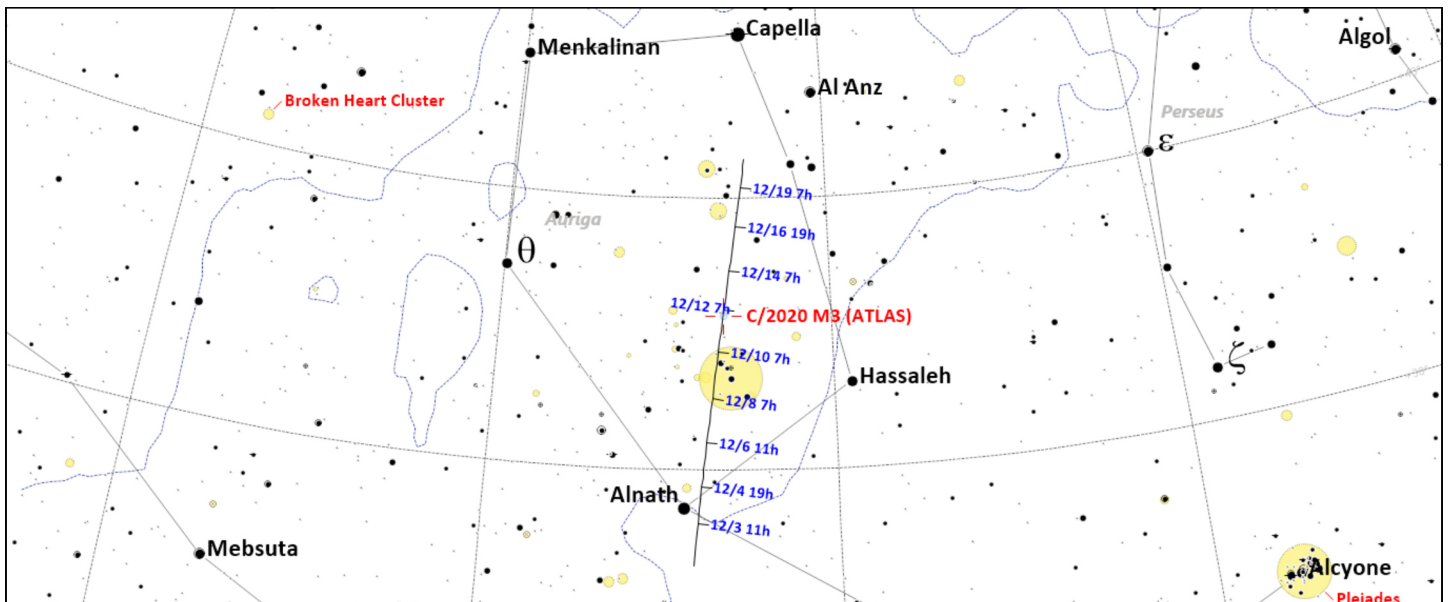 Menkalinan
Capella
Algol
Al Anz
Broken Heart Cluster
Perseus
ε
12/19 7h
Auriga
12/16 19h
θ
12/14 7h
12/12 7h
C/2020 M3 (ATLAS)
12/10 7h
ζ
Hassaleh
12/8 7h
12/6 11h
12/4 19h
Alnath
12/3 11h
Mebsuta
Alcyone
Pleiades